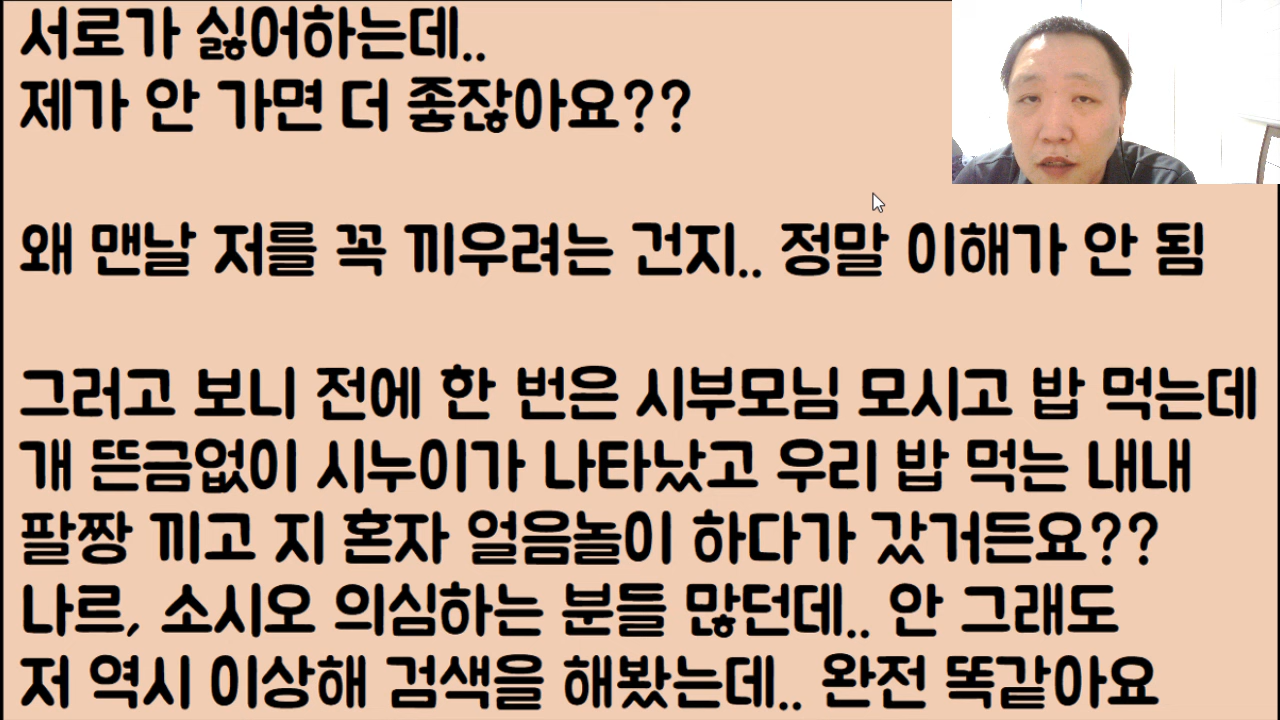 서로가 싫어하는데..
제가 안 가면 더 좋잖아요??
왜 맨날 저를 꼭 끼우려는 건지.. 정말 이해가 안 됨
그러고 보니 전에 한 번은 시부모님 모시고 밥 먹는데
개 뜬금없이 시누이가 나타났고 우리 밥 먹는 내내
팔짱 끼고 지 혼자 얼음놀이 하다가 갔거든요??
나르, 소시오 의심하는 분들 많던데.. 안 그래도
저 역시 이상해 검색을 해봤는데.. 완전 똑같아요